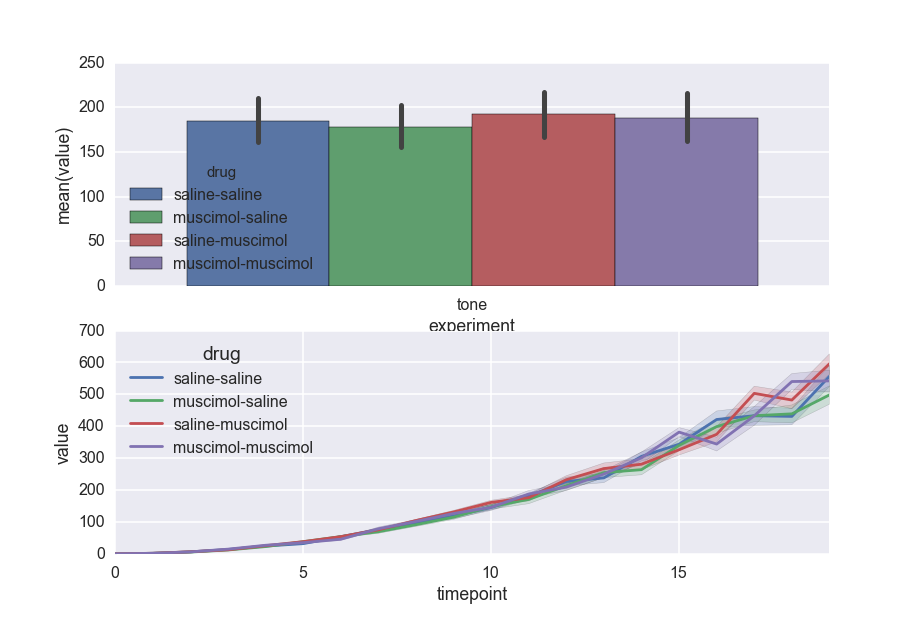 250
200
150
100
50
0
mean(value)
drug
saline-saline
muscimol-saline
saline-muscimol
muscimol-muscimol
tone
experiment
700
600
500
400
300
200
100
0
value
drug
saline-saline
muscimol-saline
saline-muscimol
muscimol-muscimol
0 5 10 15
timepoint